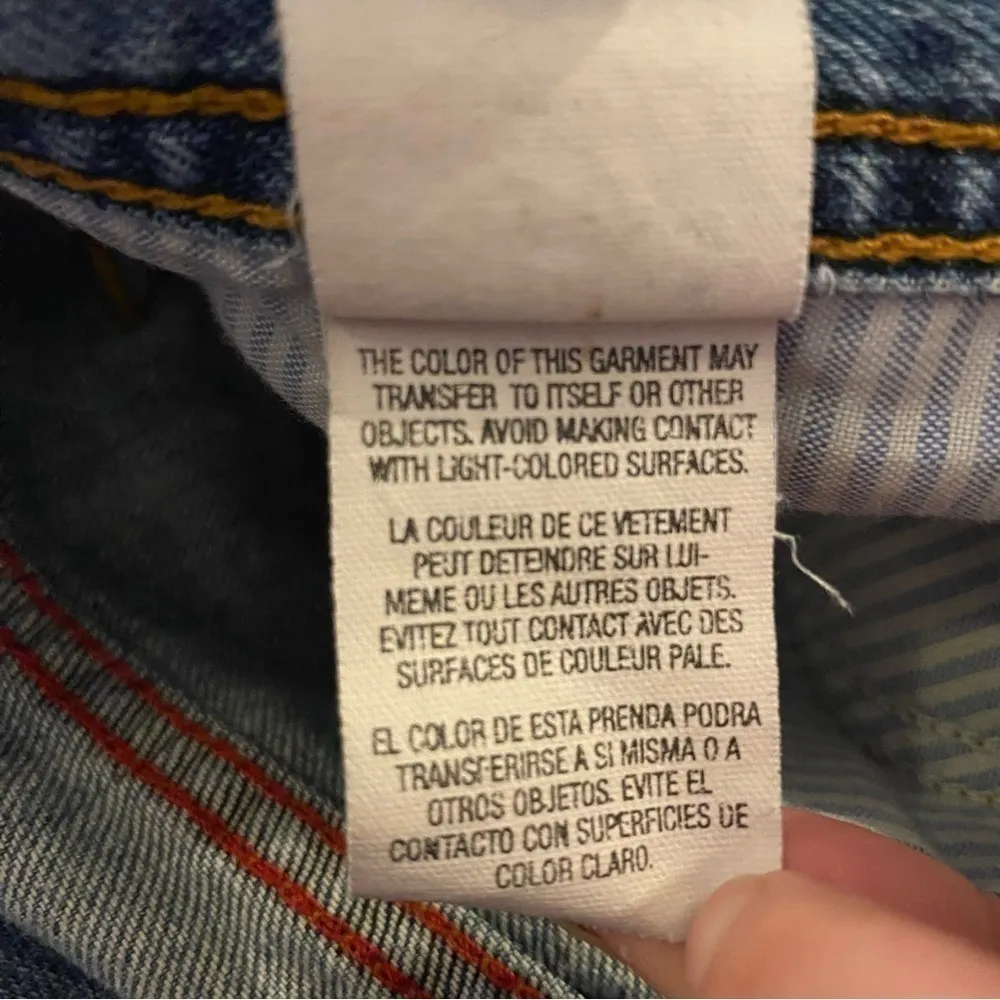 THE COLOR OF THIS GARMENT MAY
TRANSFER TO ITSELF OR OTHER
OBJECTS. AVOID MAKING CONTACT
WITH LIGHT-COLORED SURFACES.
LA COULEUR DE CE VETEMENT
PEUT DETEINDRE SUR LUI-
MEME OU LES AUTRES OBJETS.
EVITEZ TOUT CONTACT AVEC DES
SURFACES DE COULEUR PALE.
EL COLOR DE ESTA PRENDA PODRA
TRANSFERIRSE A SI MISMA O A
OTROS OBJETOS. EVITE EL
CONTACTO CON SUPERFICIES DE
COLOR CLARO.